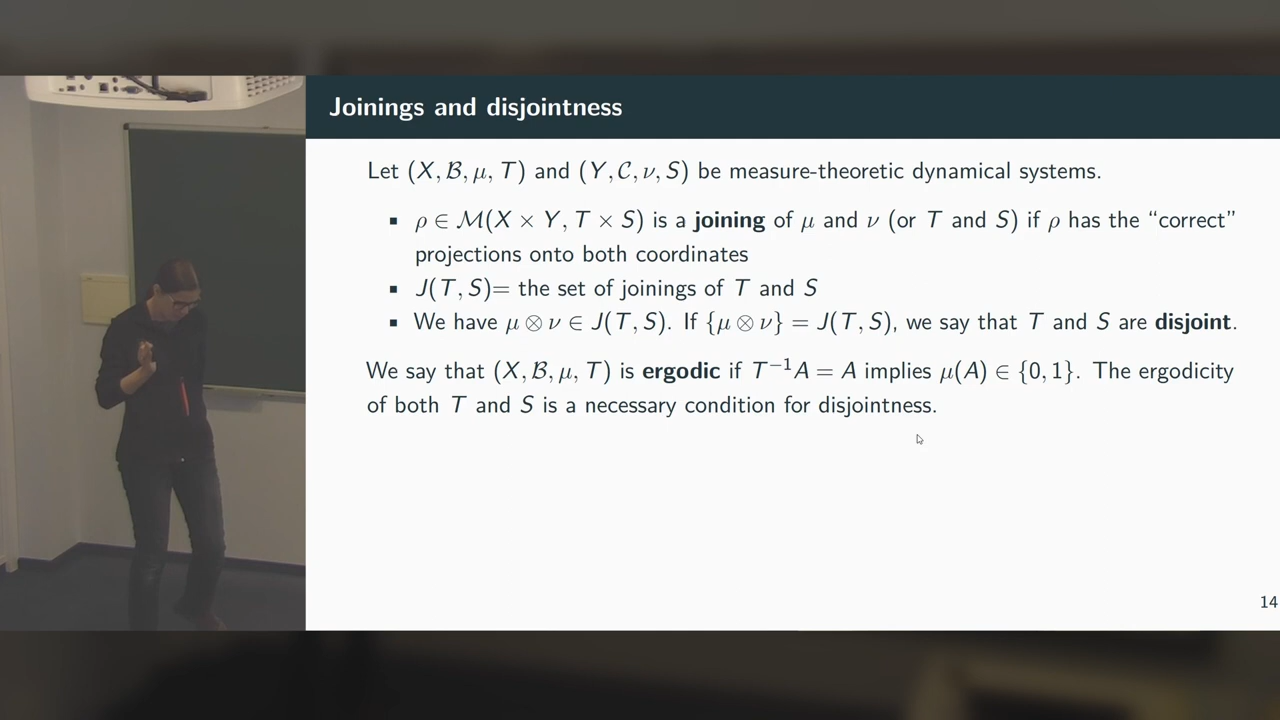 Joinings and disjointness
Let (X, ℬ, μ, T) and (Y, 𝒞, ν, S) be measure-theoretic dynamical systems.
▪ ρ ∈ ℳ(X × Y, T × S) is a joining of μ and ν (or T and S) if ρ has the “correct”
projections onto both coordinates
▪ J(T, S)= the set of joinings of T and S
▪ We have μ ⊗ ν ∈ J(T, S). If {μ ⊗ ν} = J(T, S), we say that T and S are disjoint.
We say that (X, ℬ, μ, T) is ergodic if T⁻¹A = A implies μ(A) ∈ {0, 1}. The ergodicity
of both T and S is a necessary condition for disjointness.
14